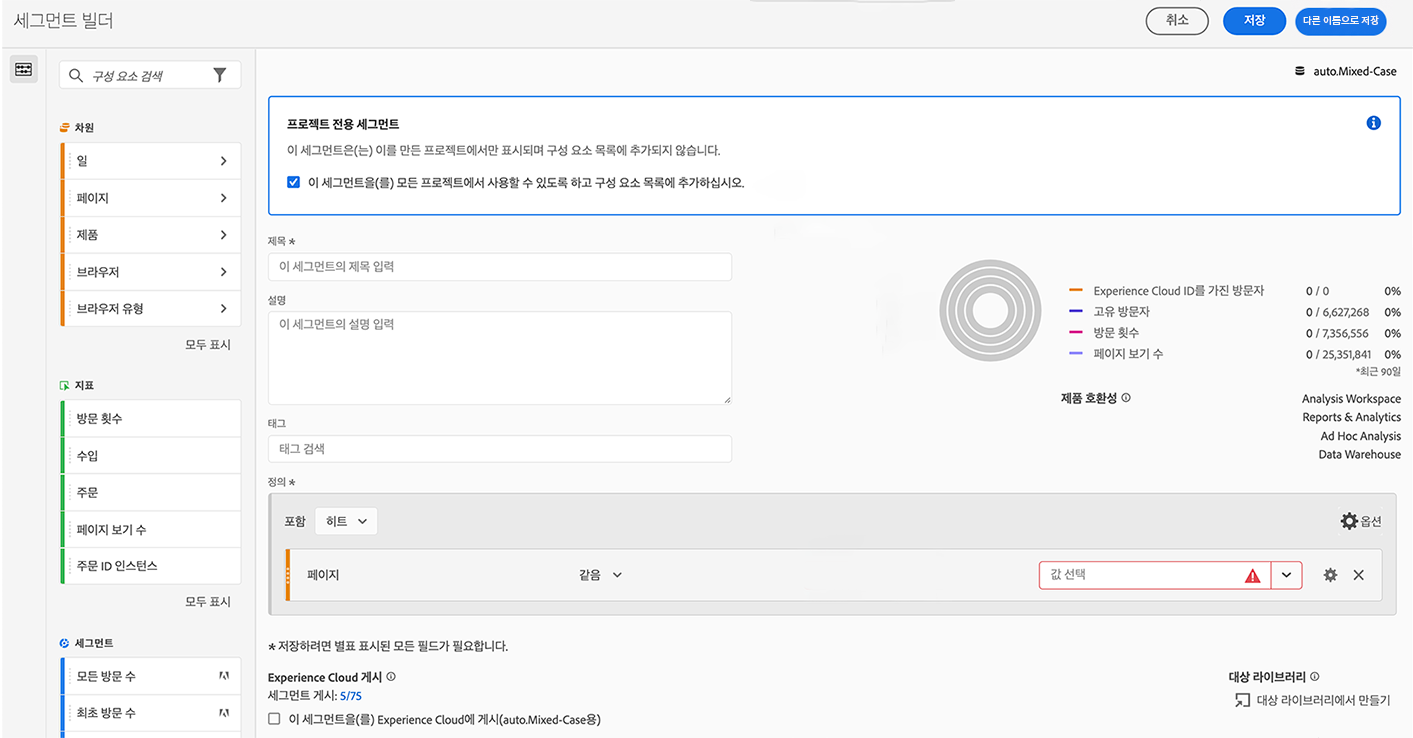 세그먼트 빌더
취소
저장
다른 이름으로 저장
구성 요소 검색
auto.Mixed-Case
차원
일
페이지
제품
브라우저
브라우저 유형
모두 표시
지표
방문 횟수
수입
주문
페이지 보기 수
주문 ID 인스턴스
모두 표시
세그먼트
모든 방문 수
최초 방문 수
프로젝트 전용 세그먼트
이 세그먼트은(는) 이를 만든 프로젝트에서만 표시되며 구성 요소 목록에 추가되지 않습니다.
이 세그먼트을(를) 모든 프로젝트에서 사용할 수 있도록 하고 구성 요소 목록에 추가하십시오.
제목 *
이 세그먼트의 제목 입력
설명
이 세그먼트의 설명 입력
태그
태그 검색
Experience Cloud ID를 가진 방문자 0 / 0 0%
고유 방문자 0 / 6,627,268 0%
방문 횟수 0 / 7,356,556 0%
페이지 보기 수 0 / 25,351,841 0%
*최근 90일
제품 호환성
Analysis Workspace
Reports & Analytics
Ad Hoc Analysis
Data Warehouse
정의 *
포함 히트 옵션
페이지 같음 값 선택
* 저장하려면 별표 표시된 모든 필드가 필요합니다.
Experience Cloud 게시
세그먼트 게시: 5/75
이 세그먼트을(를) Experience Cloud에 게시(auto.Mixed-Case용)
대상 라이브러리
대상 라이브러리에서 만들기